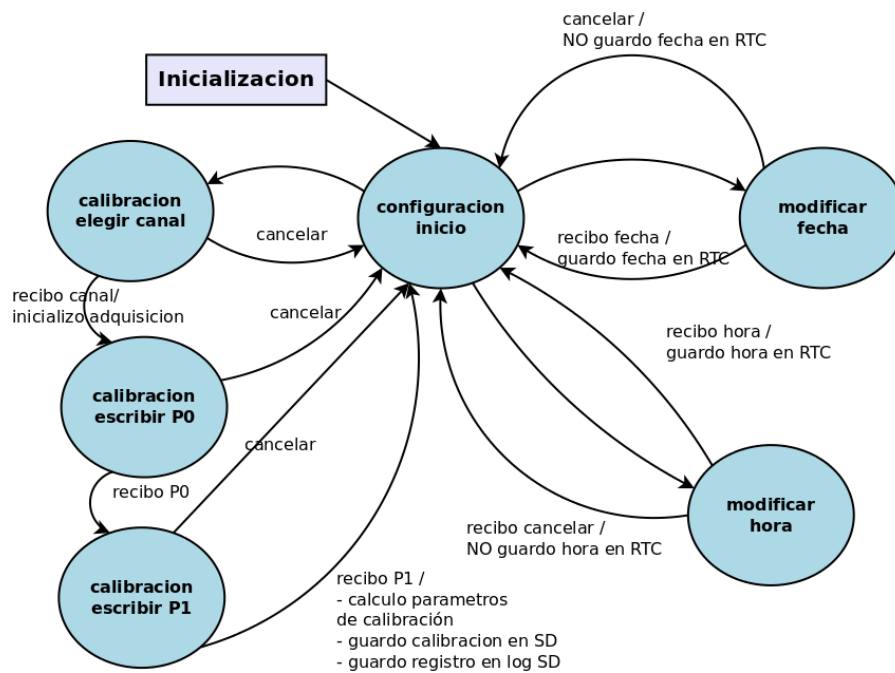 cancelar /
NO guardo fecha en RTC
Inicializacion
calibracion
elegir canal
cancelar
configuracion
inicio
modificar
fecha
recibo fecha /
guardo fecha en RTC
recibo canal/
inicializo adquisicion
cancelar
recibo hora /
guardo hora en RTC
calibracion
escribir P0
cancelar
recibo P0
modificar
hora
recibo cancelar /
NO guardo hora en RTC
calibracion
escribir P1
recibo P1 /
- calculo parametros
de calibración
- guardo calibracion en SD
- guardo registro en log SD